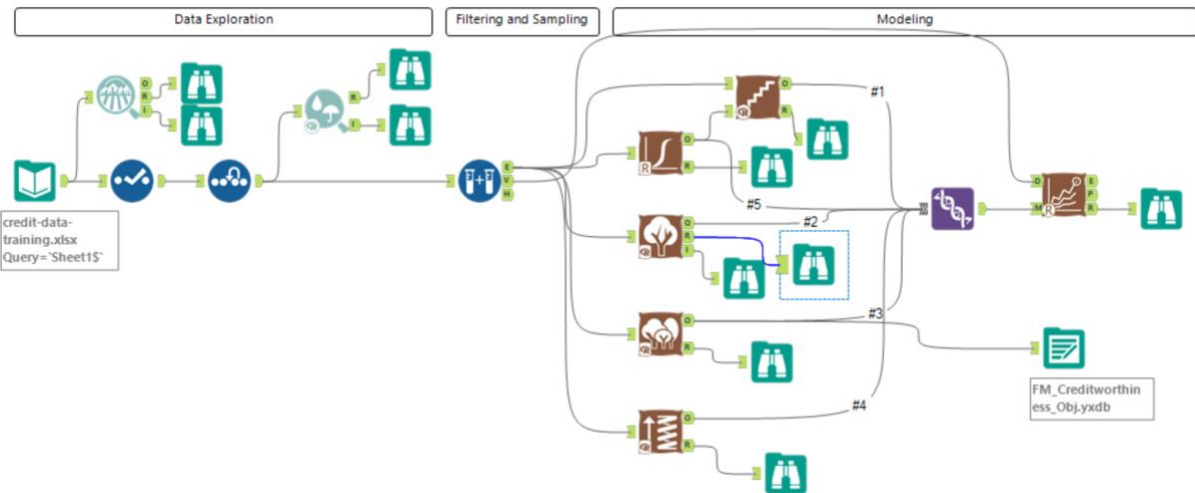 Data Exploration
Filtering and Sampling
Modeling
O
R
I
R
I
credit-data-
training.xlsx
Query=`Sheet1$`
E
V
H
O
R
#1
R
O
R
#5
O
R
I
#2
O
R
#3
O
R
#4
D
M
R
E
P
R
FM_Creditworthin
ess_Obj.yxdb